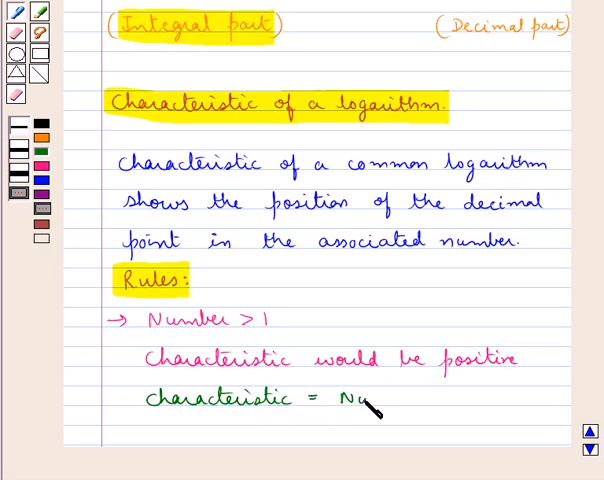 (Integral part) (Decimal part)
Characteristic of a logarithm.
Characteristic of a common logarithm
shows the position of the decimal
point in the associated number.
Rules:
→ Number > 1
Characteristic would be positive
Characteristic = Nu